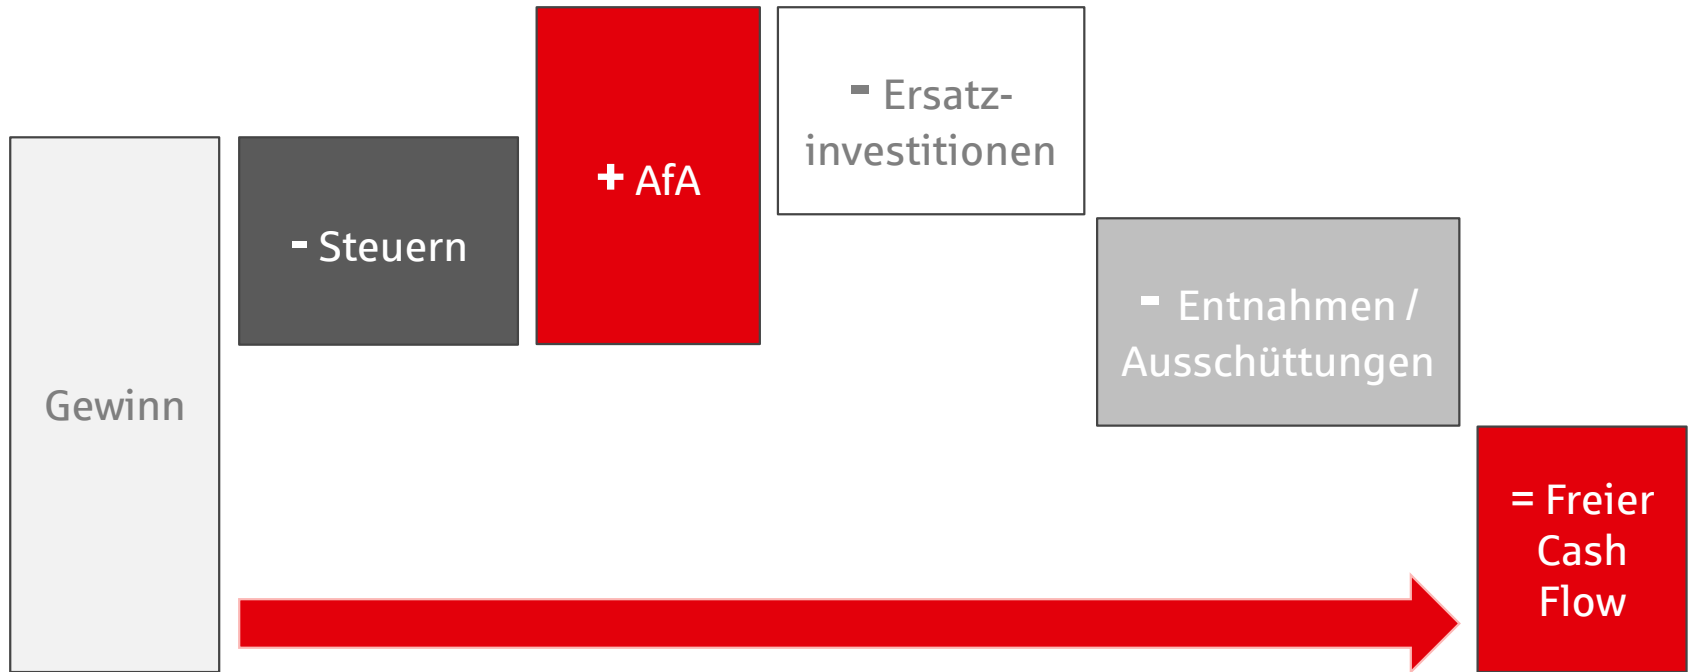 Gewinn
- Steuern
+ AfA
- Ersatz-
investitionen
- Entnahmen /
Ausschüttungen
= Freier
Cash
Flow